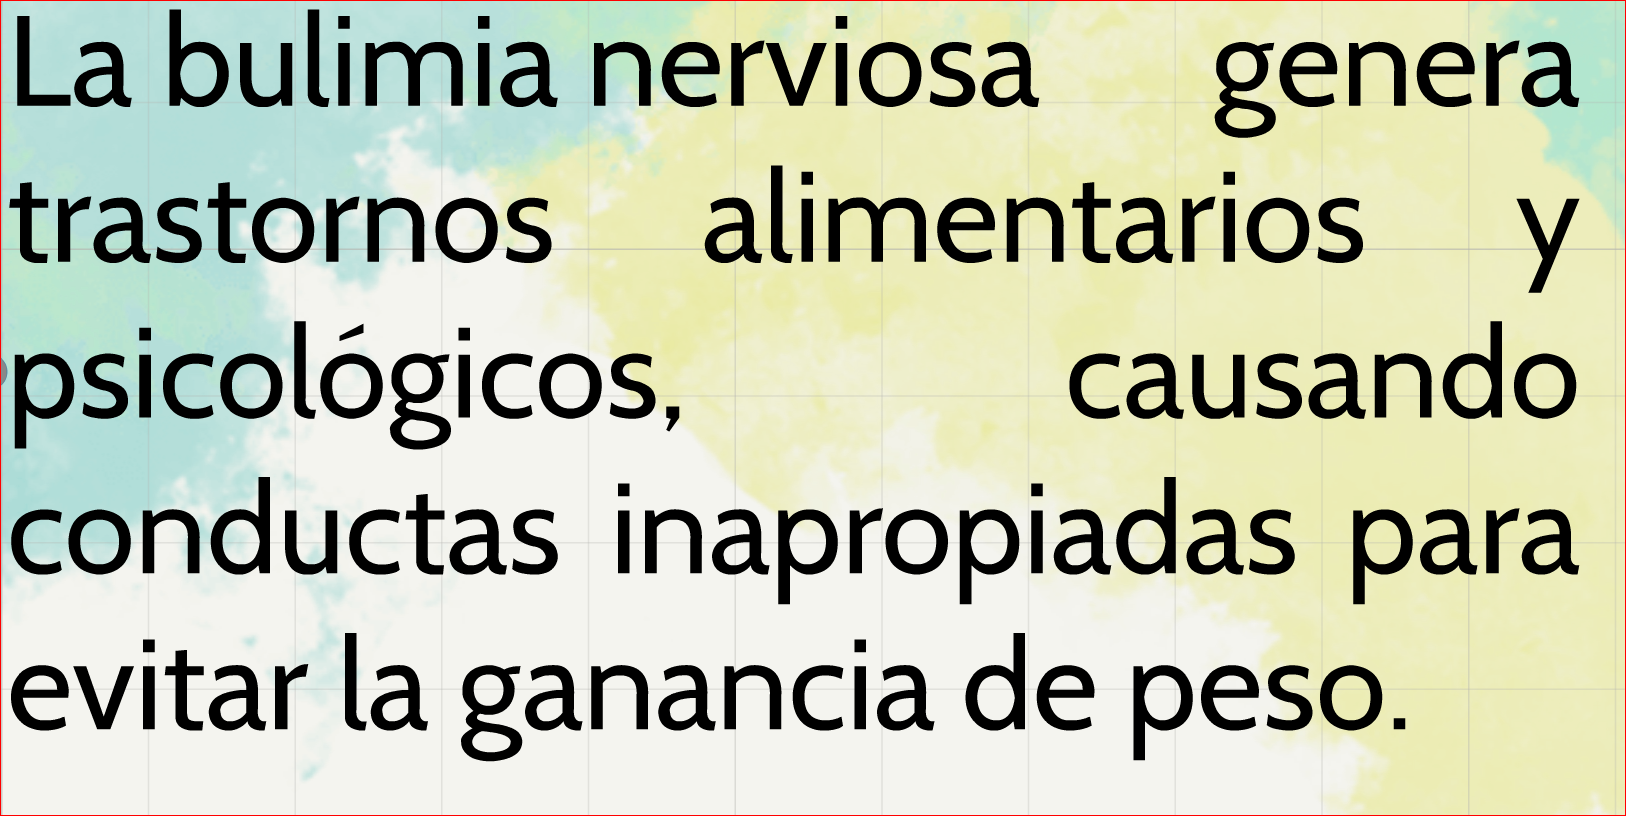 La bulimia nerviosa genera
trastornos alimentarios y
psicológicos, causando
conductas inapropiadas para
evitar la ganancia de peso.